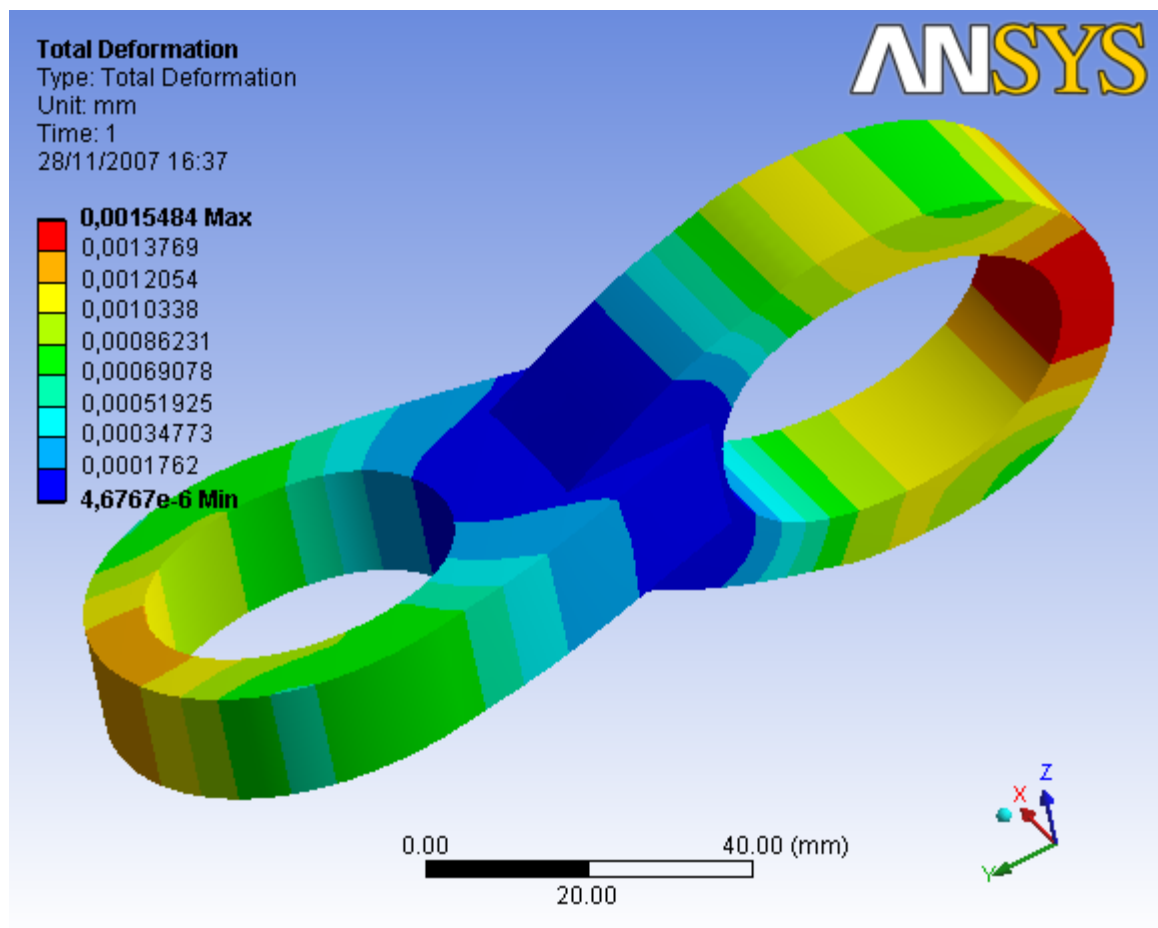 Total Deformation
Type: Total Deformation
Unit: mm
Time: 1
28/11/2007 16:37
ANSYS
0,0015484 Max
0,0013769
0,0012054
0,0010338
0,00086231
0,00069078
0,00051925
0,00034773
0,0001762
4,6767e-6 Min
0.00
40.00 (mm)
20.00
Z
X
Y